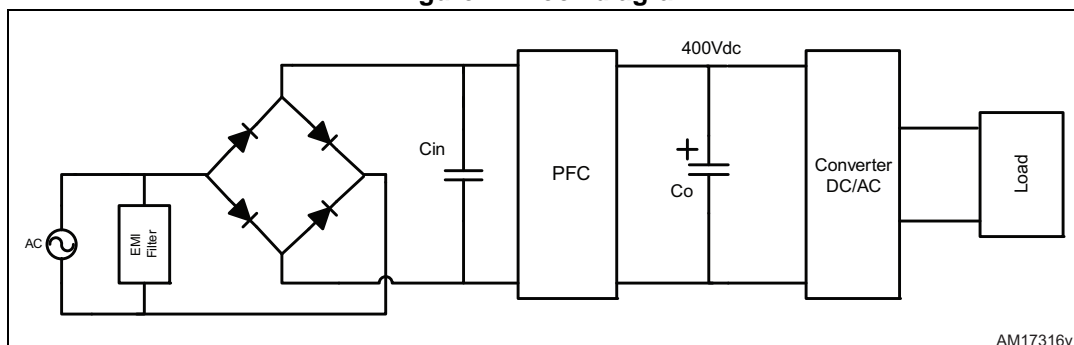 400Vdc
Cin
PFC
+
Co
Converter
DC/AC
Load
AC
EMI
Filter
AM17316v